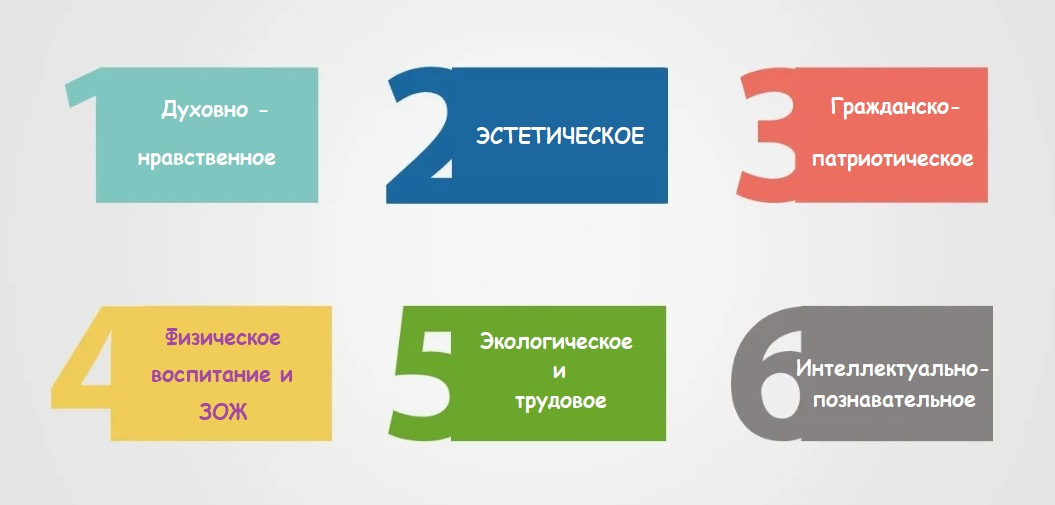 1
Духовно -
нравственное
2
ЭСТЕТИЧЕСКОЕ
3
Гражданско-
патриотическое
4
Физическое
воспитание и
ЗОЖ
5
Экологическое
и
трудовое
6
Интеллектуально-
познавательное